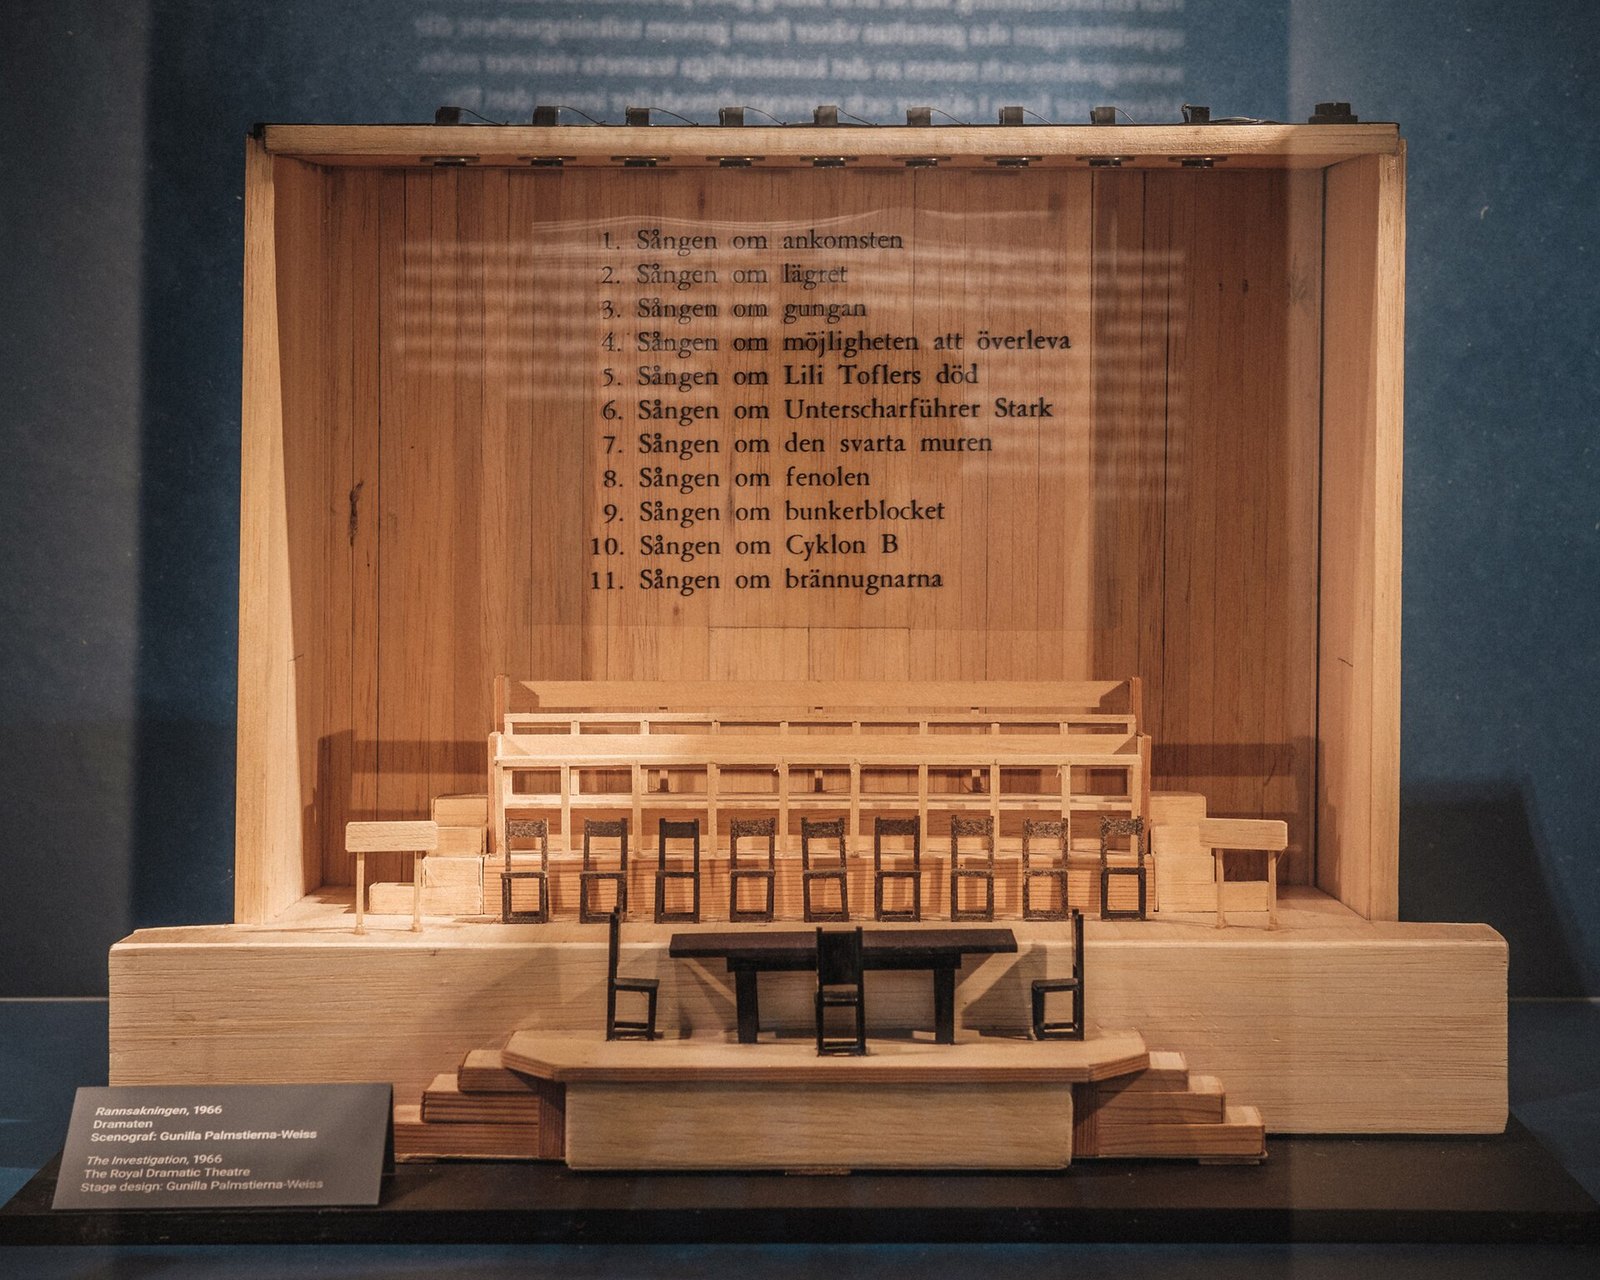 1. Sången om ankomsten
2. Sången om lägret
3. Sången om gungan
4. Sången om möjligheten att överleva
5. Sången om Lili Toflers död
6. Sången om Unterscharführer Stark
7. Sången om den svarta muren
8. Sången om fenolen
9. Sången om bunkerblocket
10. Sången om Cyklon B
11. Sången om brännugnarna
Rannsakningen, 1966
Dramaten
Scenograf: Gunilla Palmstierna-Weiss
The Investigation, 1966
The Royal Dramatic Theatre
Stage design: Gunilla Palmstierna-Weiss